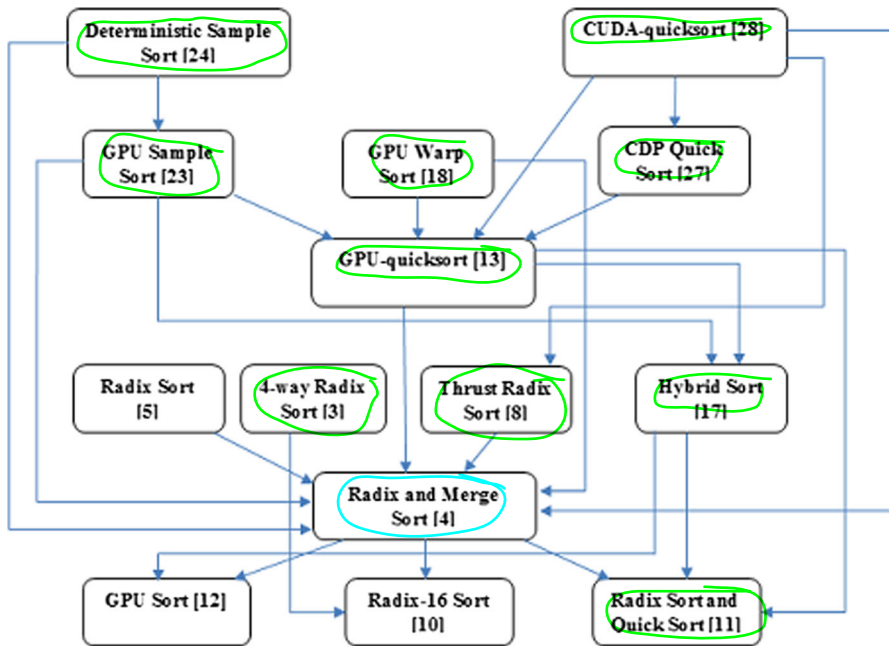 Deterministic Sample
Sort [24]
CUDA-quicksort [28]
GPU Sample
Sort [23]
GPU Warp
Sort [18]
CDP Quick
Sort [27]
GPU-quicksort [13]
Radix Sort
[5]
4-way Radix
Sort [3]
Thrust Radix
Sort [8]
Hybrid Sort
[17]
Radix and Merge
Sort [4]
GPU Sort [12]
Radix-16 Sort
[10]
Radix Sort and
Quick Sort [11]